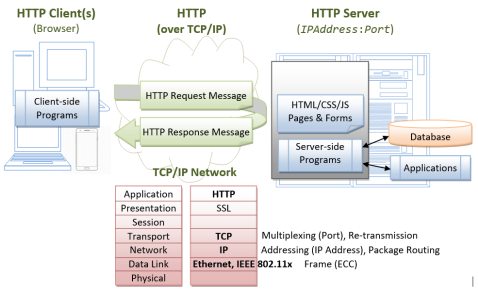 HTTP Client(s)
(Browser)
HTTP
(over TCP/IP)
HTTP Server
(IPAddress:Port)
Client-side
Programs
HTTP Request Message
HTTP Response Message
HTML/CSS/JS
Pages & Forms
Server-side
Programs
Database
Applications
TCP/IP Network
Application HTTP
Presentation SSL
Session
Transport TCP Multiplexing (Port), Re-transmission
Network IP Addressing (IP Address), Package Routing
Data Link Ethernet, IEEE 802.11x Frame (ECC)
Physical